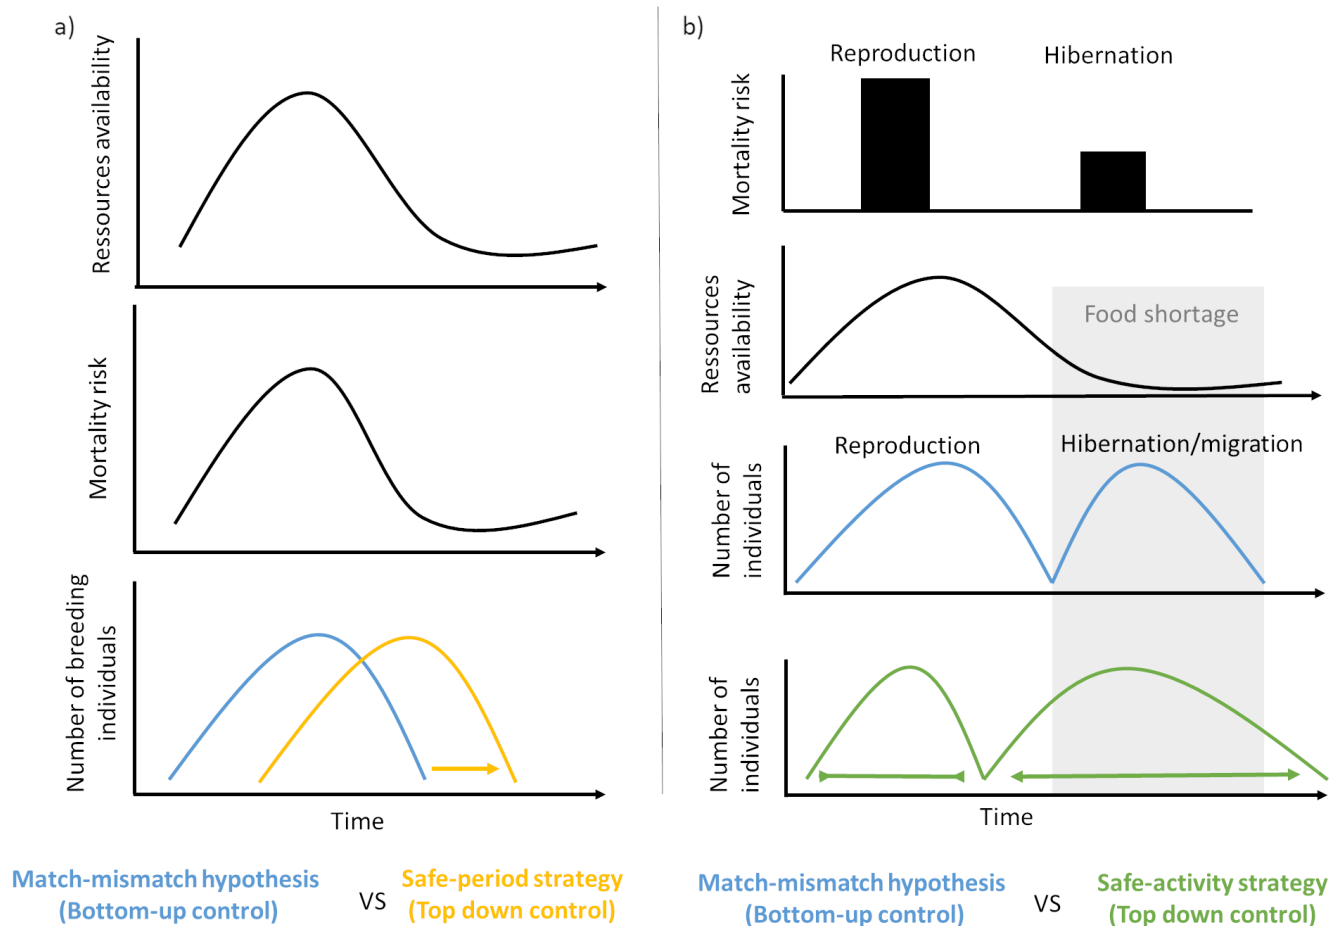 a)
Ressources availability
Mortality risk
Number of breeding
individuals
Time
Match-mismatch hypothesis
(Bottom-up control)
VS
Safe-period strategy
(Top down control)
b)
Reproduction
Hibernation
Mortality risk
Ressources
availability
Food shortage
Reproduction
Hibernation/migration
Number of
individuals
Number of
individuals
Time
Match-mismatch hypothesis
(Bottom-up control)
VS
Safe-activity strategy
(Top down control)